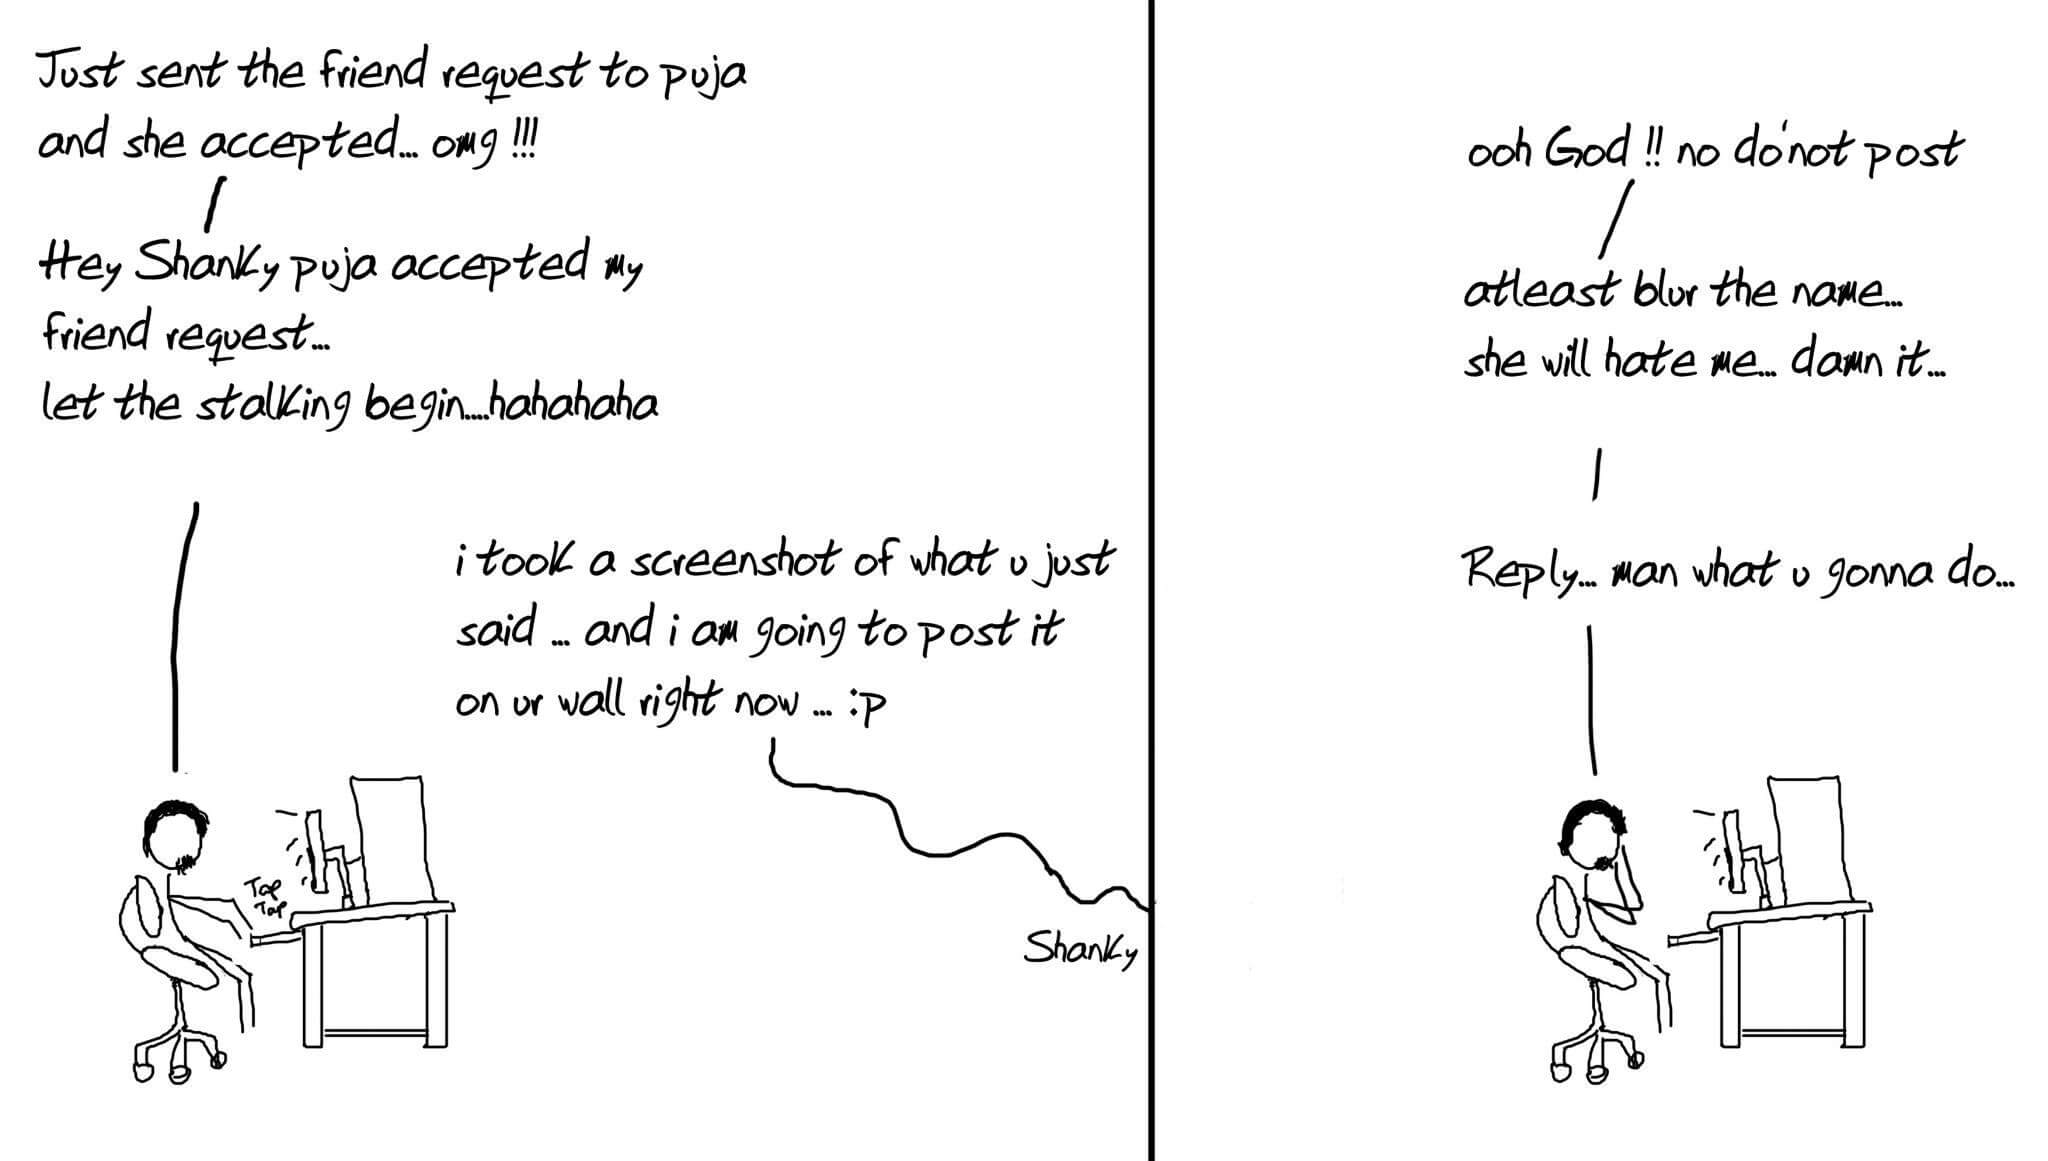 Just sent the friend request to puja
and she accepted... omg !!!
Hey Shanky puja accepted my
friend request...
let the stalking begin....hahahaha
i took a screenshot of what u just
said ... and i am going to post it
on ur wall right now ... :p
Tap
Tap
Shanky
ooh God !! no do'not post
atleast blur the name...
she will hate me... damn it...
Reply... man what u gonna do...